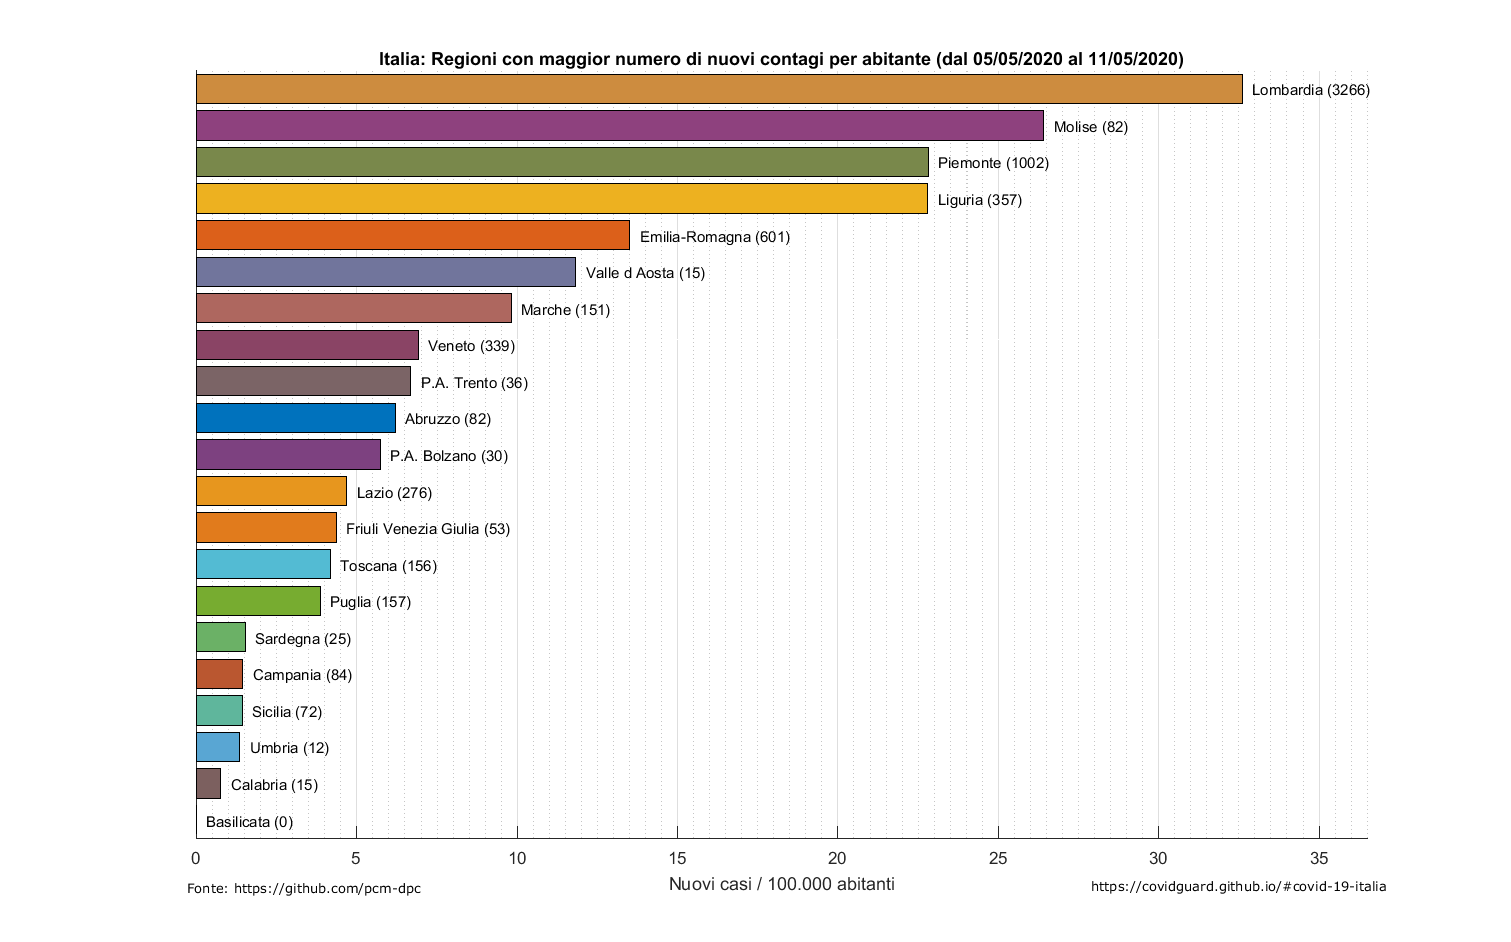 Italia: Regioni con maggior numero di nuovi contagi per abitante (dal 05/05/2020 al 11/05/2020)
Lombardia (3266)
Molise (82)
Piemonte (1002)
Liguria (357)
Emilia-Romagna (601)
Valle d Aosta (15)
Marche (151)
Veneto (339)
P.A. Trento (36)
Abruzzo (82)
P.A. Bolzano (30)
Lazio (276)
Friuli Venezia Giulia (53)
Toscana (156)
Puglia (157)
Sardegna (25)
Campania (84)
Sicilia (72)
Umbria (12)
Calabria (15)
Basilicata (0)
0 5 10 15 20 25 30 35
Nuovi casi / 100.000 abitanti
Fonte: https://github.com/pcm-dpc
https://covidguard.github.io/#covid-19-italia